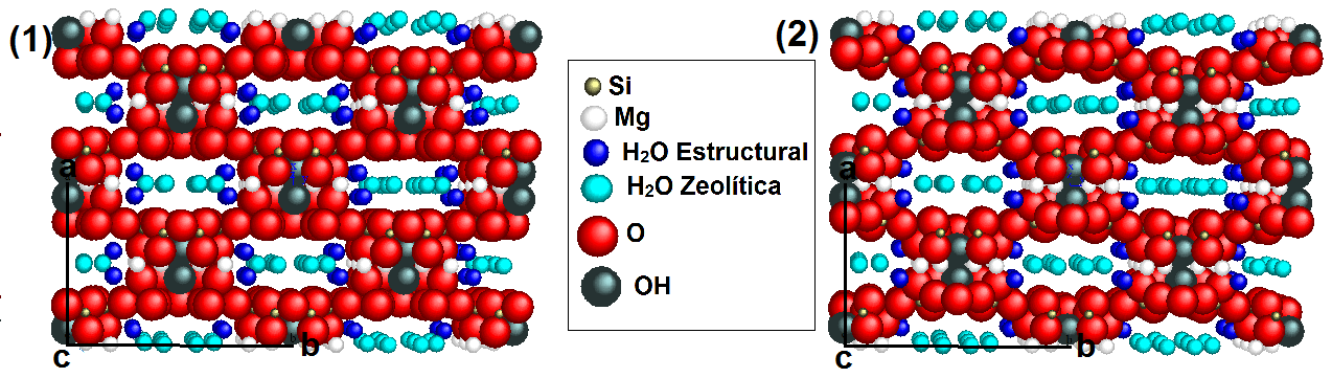 (1)
a
c
b
Si
Mg
H₂O Estructural
H₂O Zeolítica
O
OH
(2)
a
c
b